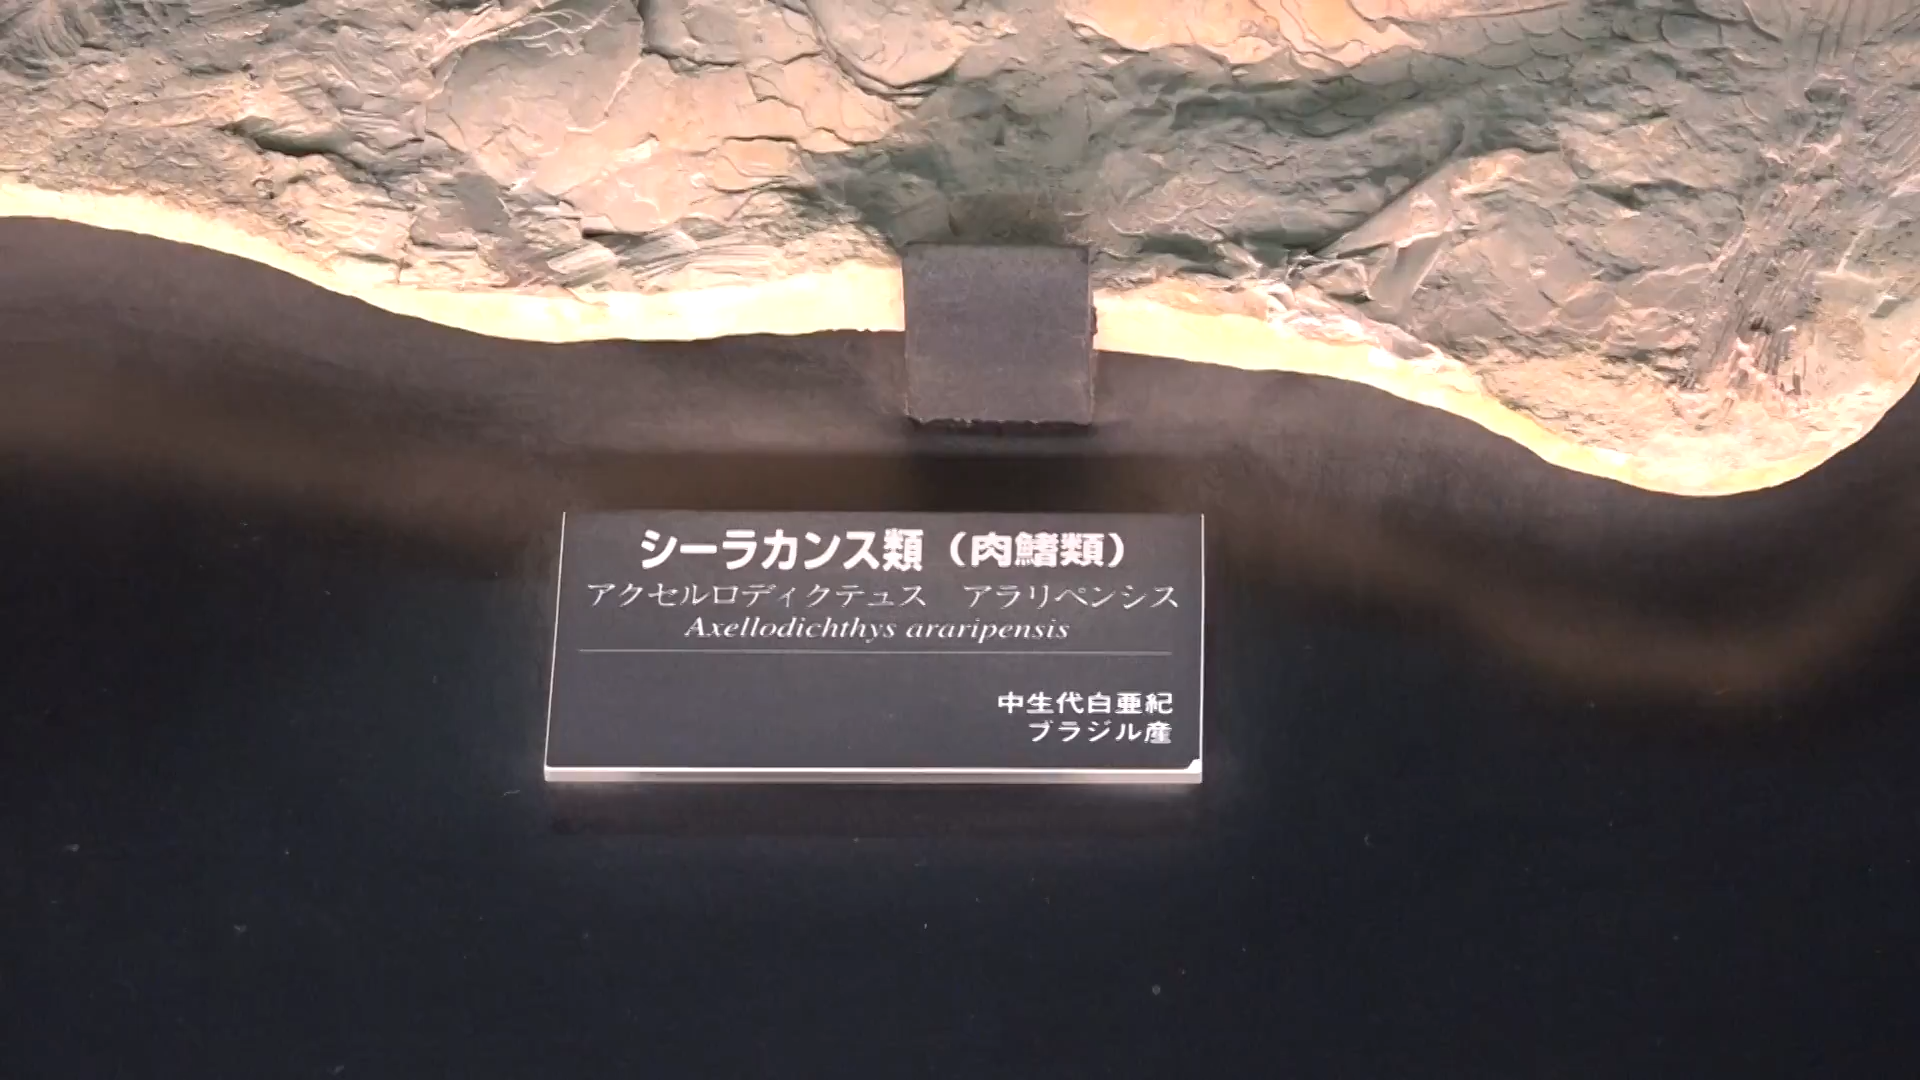 シーラカンス類（肉鰭類）
アクセルロディクテュス　アラリペンシス
Axellodichthys araripensis
中生代白亜紀
ブラジル産